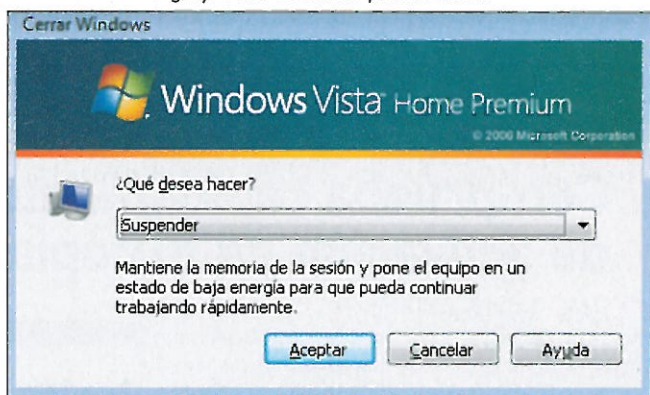 Cerrar Windows
Windows Vista™ Home Premium
© 2006 Microsoft Corporation
¿Qué desea hacer?
Suspender
Mantiene la memoria de la sesión y pone el equipo en un
estado de baja energía para que pueda continuar
trabajando rápidamente.
Aceptar Cancelar Ayuda